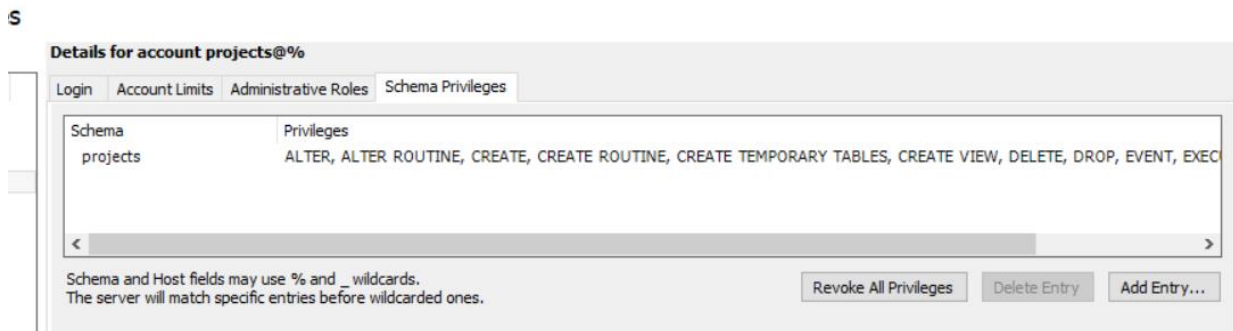 Details for account projects@%
Login Account Limits Administrative Roles Schema Privileges
Schema Privileges
projects ALTER, ALTER ROUTINE, CREATE, CREATE ROUTINE, CREATE TEMPORARY TABLES, CREATE VIEW, DELETE, DROP, EVENT,
Schema and Host fields may use % and _ wildcards.
The server will match specific entries before wildcarded ones.
Revoke All Privileges Delete Entry Add Entry...